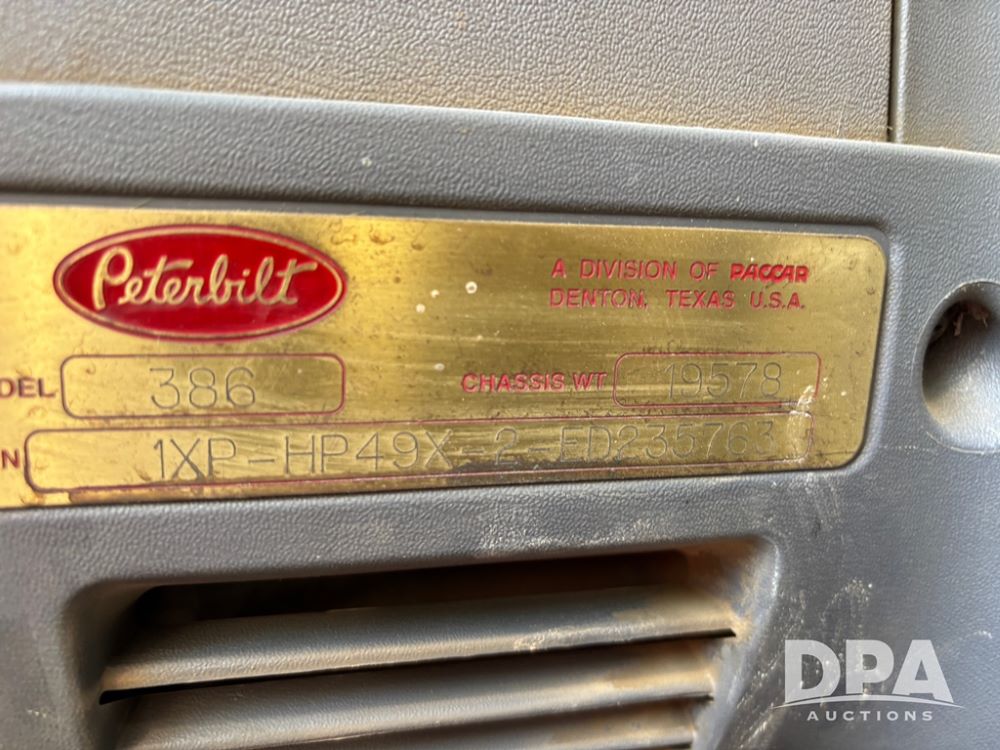 Peterbilt
A DIVISION OF PACCAR
DENTON, TEXAS U.S.A.
DEL 386 CHASSIS WT 19578
N 1XP-HP49X-2-ED235763
DPA
AUCTIONS